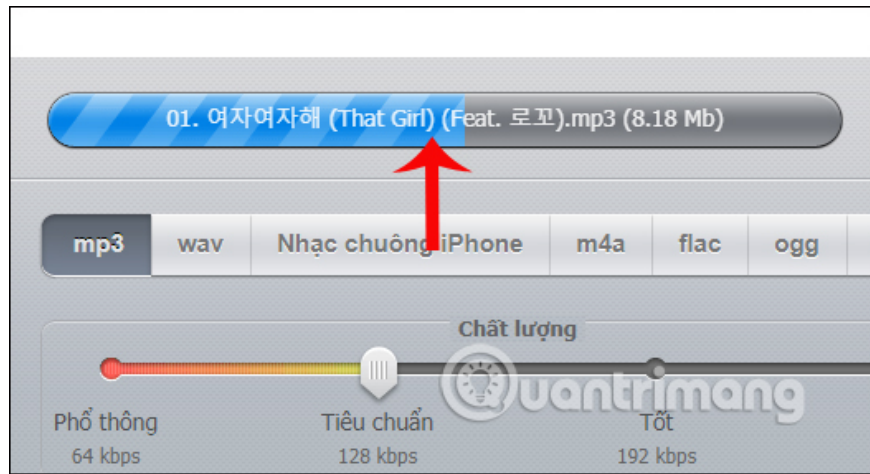 01. 여자여자해 (That Girl) (Feat. 로꼬).mp3 (8.18 Mb)
mp3 wav Nhạc chuông iPhone m4a flac ogg
Chất lượng
Quantrimang
Phổ thông Tiêu chuẩn Tốt
64 kbps 128 kbps 192 kbps